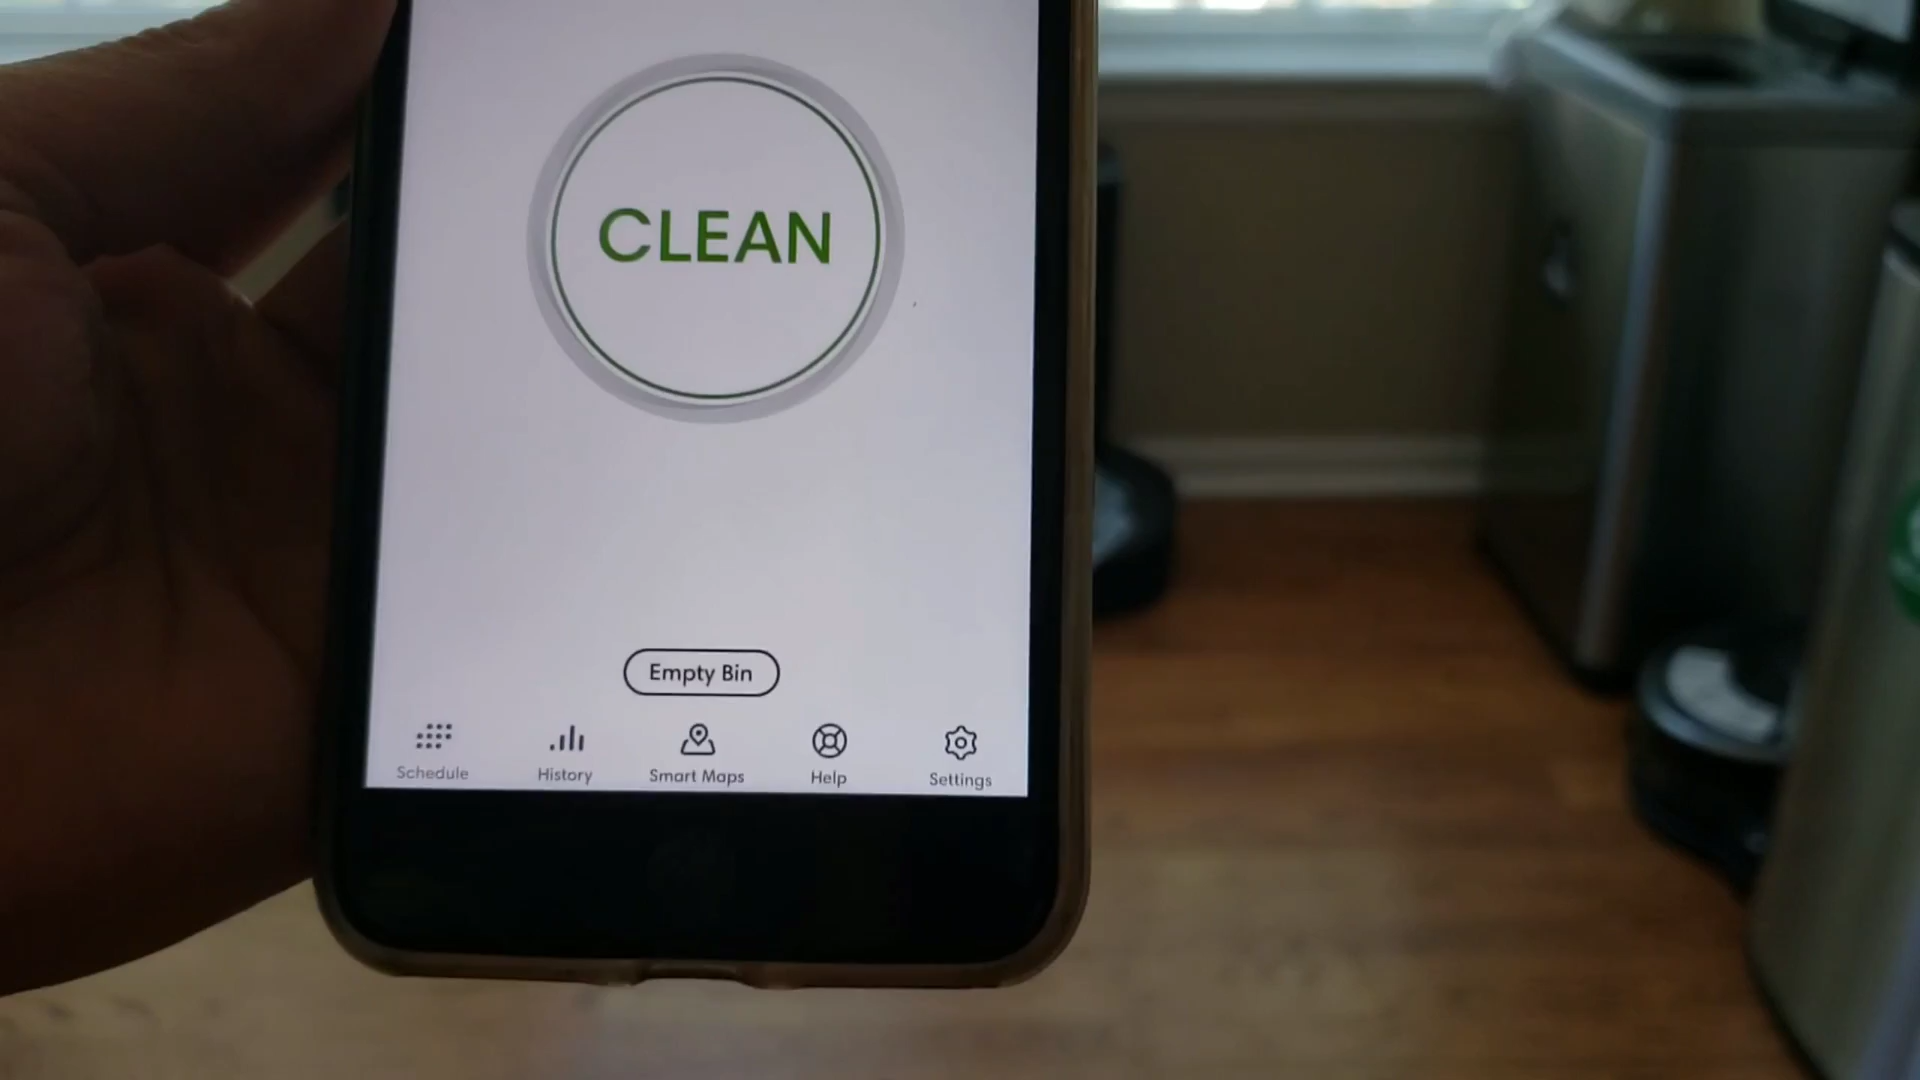 CLEAN
Empty Bin
Schedule
History
Smart Maps
Help
Settings